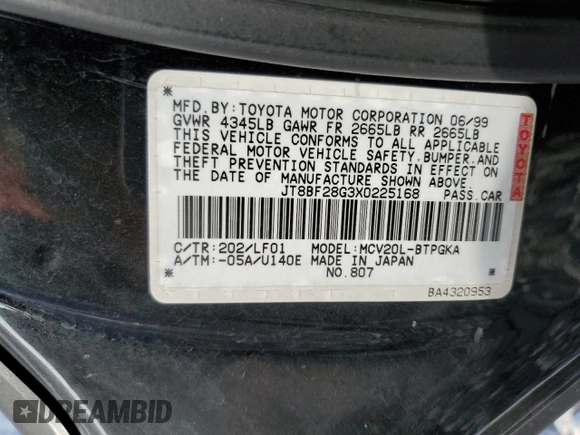 MFD. BY: TOYOTA MOTOR CORPORATION 06/99
GVWR 4345LB GAWR FR 2665LB RR 2665LB
THIS VEHICLE CONFORMS TO ALL APPLICABLE
FEDERAL MOTOR VEHICLE SAFETY, BUMPER, AND
THEFT PREVENTION STANDARDS IN EFFECT ON
THE DATE OF MANUFACTURE SHOWN ABOVE.
JT8BF28G3X0225168 PASS. CAR
TOYOTA
C/TR: 202/LF01 MODEL: MCV20L-BTPGKA
A/TM: -05A/U140E MADE IN JAPAN
NO. 807
BA4320953
DREAMBID